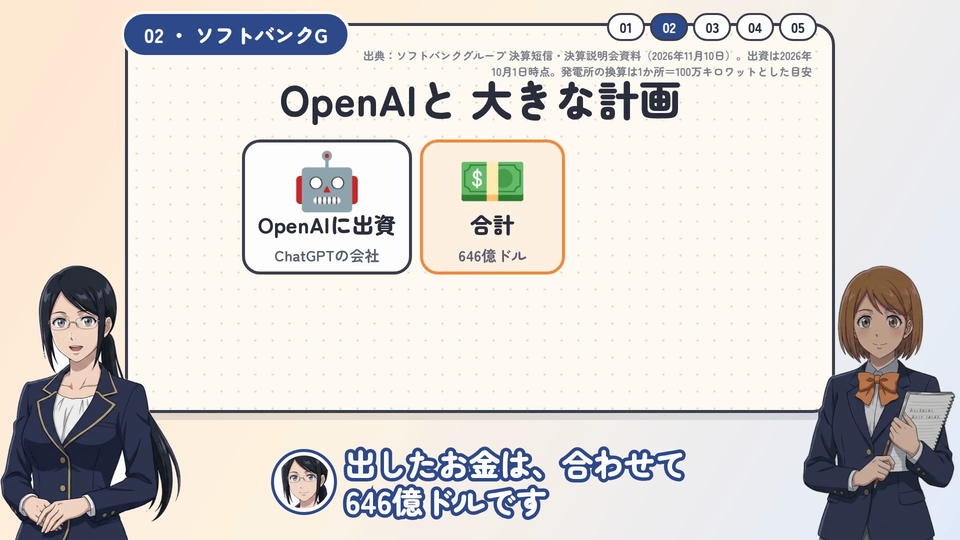 02 ・ ソフトバンクG
01 02 03 04 05
出典：ソフトバンクグループ 決算短信・決算説明会資料（2026年11月10日）。出資は2026年
10月1日時点。発電所の換算は1か所＝100万キロワットとした目安
OpenAIと 大きな計画
$
OpenAIに出資
ChatGPTの会社
合計
646億ドル
出したお金は、合わせて
646億ドルです